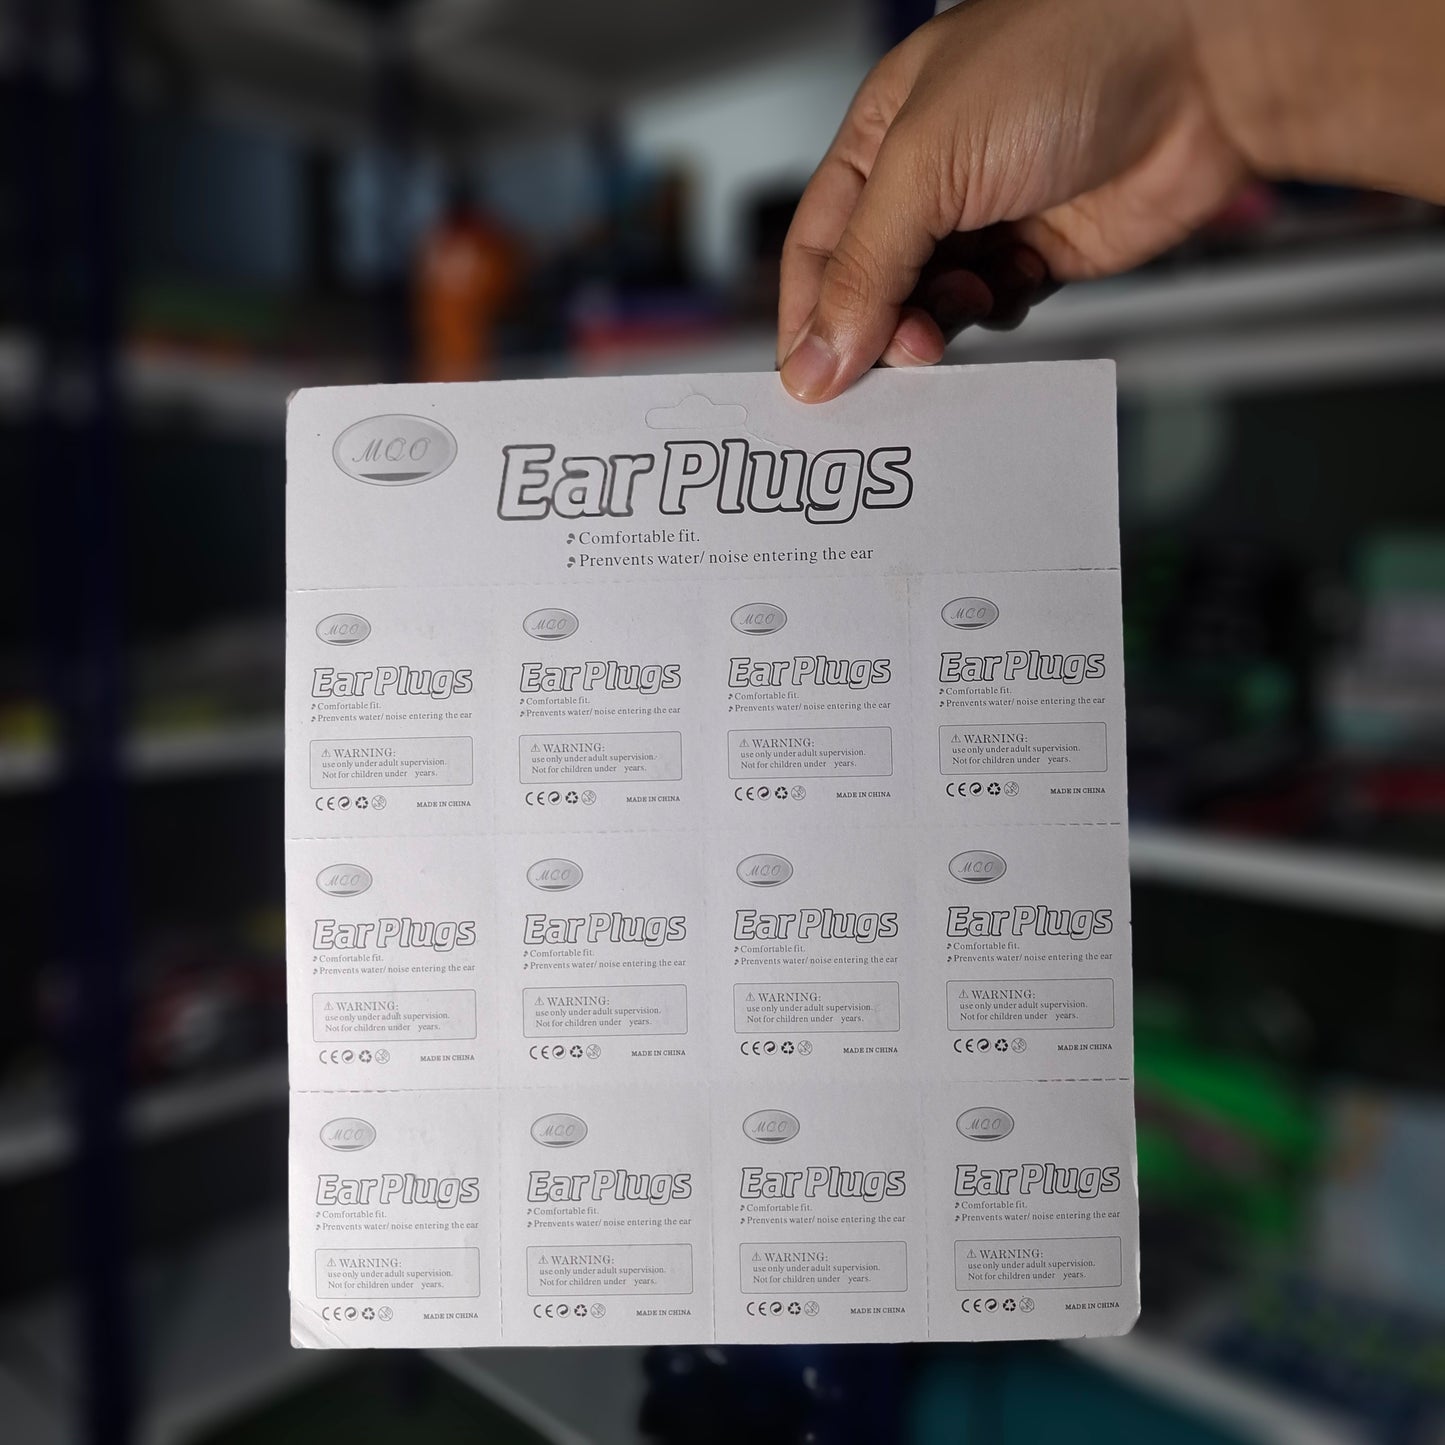 MQO
Ear Plugs
Comfortable fit.
Prenvents water/ noise entering the ear
MQO
MQO
MQO
MQO
Ear Plugs
Ear Plugs
Ear Plugs
Ear Plugs
Comfortable fit.
Comfortable fit.
Comfortable fit.
Comfortable fit.
Prenvents water/ noise entering the ear
Prenvents water/ noise entering the ear
Prenvents water/ noise entering the ear
Prenvents water/ noise entering the ear
WARNING:
WARNING:
WARNING:
WARNING:
use only under adult supervision.
use only under adult supervision.
use only under adult supervision.
use only under adult supervision.
Not for children under years.
Not for children under years.
Not for children under years.
Not for children under years.
CE MADE IN CHINA
CE MADE IN CHINA
CE MADE IN CHINA
CE MADE IN CHINA
MQO
MQO
MQO
MQO
Ear Plugs
Ear Plugs
Ear Plugs
Ear Plugs
Comfortable fit.
Comfortable fit.
Comfortable fit.
Comfortable fit.
Prenvents water/ noise entering the ear
Prenvents water/ noise entering the ear
Prenvents water/ noise entering the ear
Prenvents water/ noise entering the ear
WARNING:
WARNING:
WARNING:
WARNING:
use only under adult supervision.
use only under adult supervision.
use only under adult supervision.
use only under adult supervision.
Not for children under years.
Not for children under years.
Not for children under years.
Not for children under years.
CE MADE IN CHINA
CE MADE IN CHINA
CE MADE IN CHINA
CE MADE IN CHINA
MQO
MQO
MQO
MQO
Ear Plugs
Ear Plugs
Ear Plugs
Ear Plugs
Comfortable fit.
Comfortable fit.
Comfortable fit.
Comfortable fit.
Prenvents water/ noise entering the ear
Prenvents water/ noise entering the ear
Prenvents water/ noise entering the ear
Prenvents water/ noise entering the ear
WARNING:
WARNING:
WARNING:
WARNING:
use only under adult supervision.
use only under adult supervision.
use only under adult supervision.
use only under adult supervision.
Not for children under years.
Not for children under years.
Not for children under years.
Not for children under years.
CE MADE IN CHINA
CE MADE IN CHINA
CE MADE IN CHINA
CE MADE IN CHINA